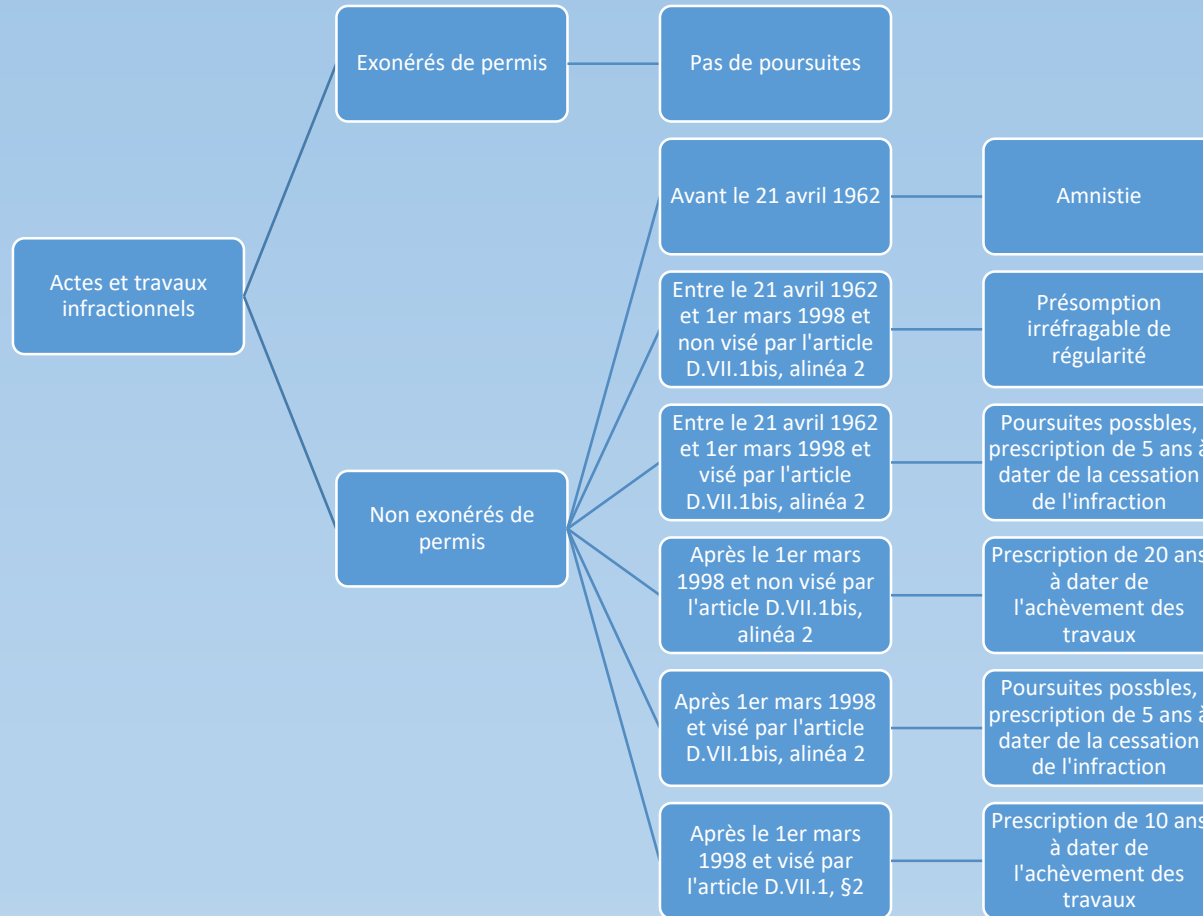 Exonérés de permis
Pas de poursuites
Avant le 21 avril 1962
Amnistie
Actes et travaux
infractionnels
Entre le 21 avril 1962
et 1er mars 1998 et
non visé par l'article
D.VII.1bis, alinéa 2
Présomption
irréfragable de
régularité
Entre le 21 avril 1962
et 1er mars 1998 et
visé par l'article
D.VII.1bis, alinéa 2
Poursuites possbles,
prescription de 5 ans à
dater de la cessation
de l'infraction
Non exonérés de
permis
Après le 1er mars
1998 et non visé par
l'article D.VII.1bis,
alinéa 2
Prescription de 20 ans
à dater de
l'achèvement des
travaux
Après 1er mars 1998
et visé par l'article
D.VII.1bis, alinéa 2
Poursuites possbles,
prescription de 5 ans à
dater de la cessation
de l'infraction
Après le 1er mars
1998 et visé par
l'article D.VII.1, §2
Prescription de 10 ans
à dater de
l'achèvement des
travaux